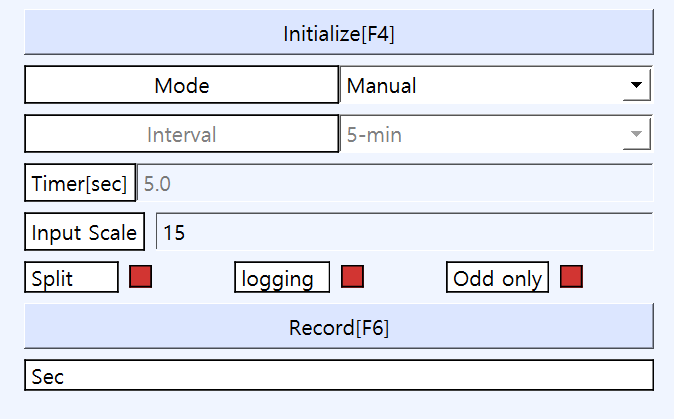 Initialize[F4]
Mode Manual
Interval 5-min
Timer[sec] 5.0
Input Scale 15
Split logging Odd only
Record[F6]
Sec